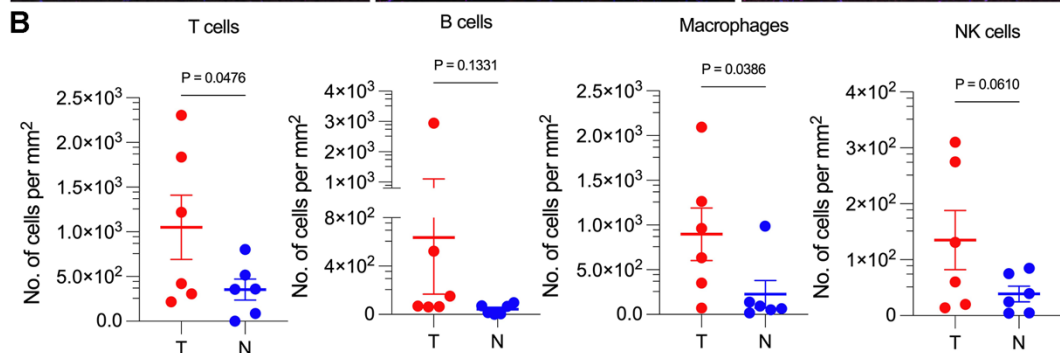 B
T cells
P = 0.0476
No. of cells per mm²
2.5×10³
2.0×10³
1.5×10³
1.0×10³
5.0×10²
0.0
T
N
B cells
P = 0.1331
No. of cells per mm²
4×10³
3×10³
2×10³
1×10³
8×10²
4×10²
0
T
N
Macrophages
P = 0.0386
No. of cells per mm²
2.5×10³
2.0×10³
1.5×10³
1.0×10³
5.0×10²
0.0
T
N
NK cells
P = 0.0610
No. of cells per mm²
4×10²
3×10²
2×10²
1×10²
0
T
N